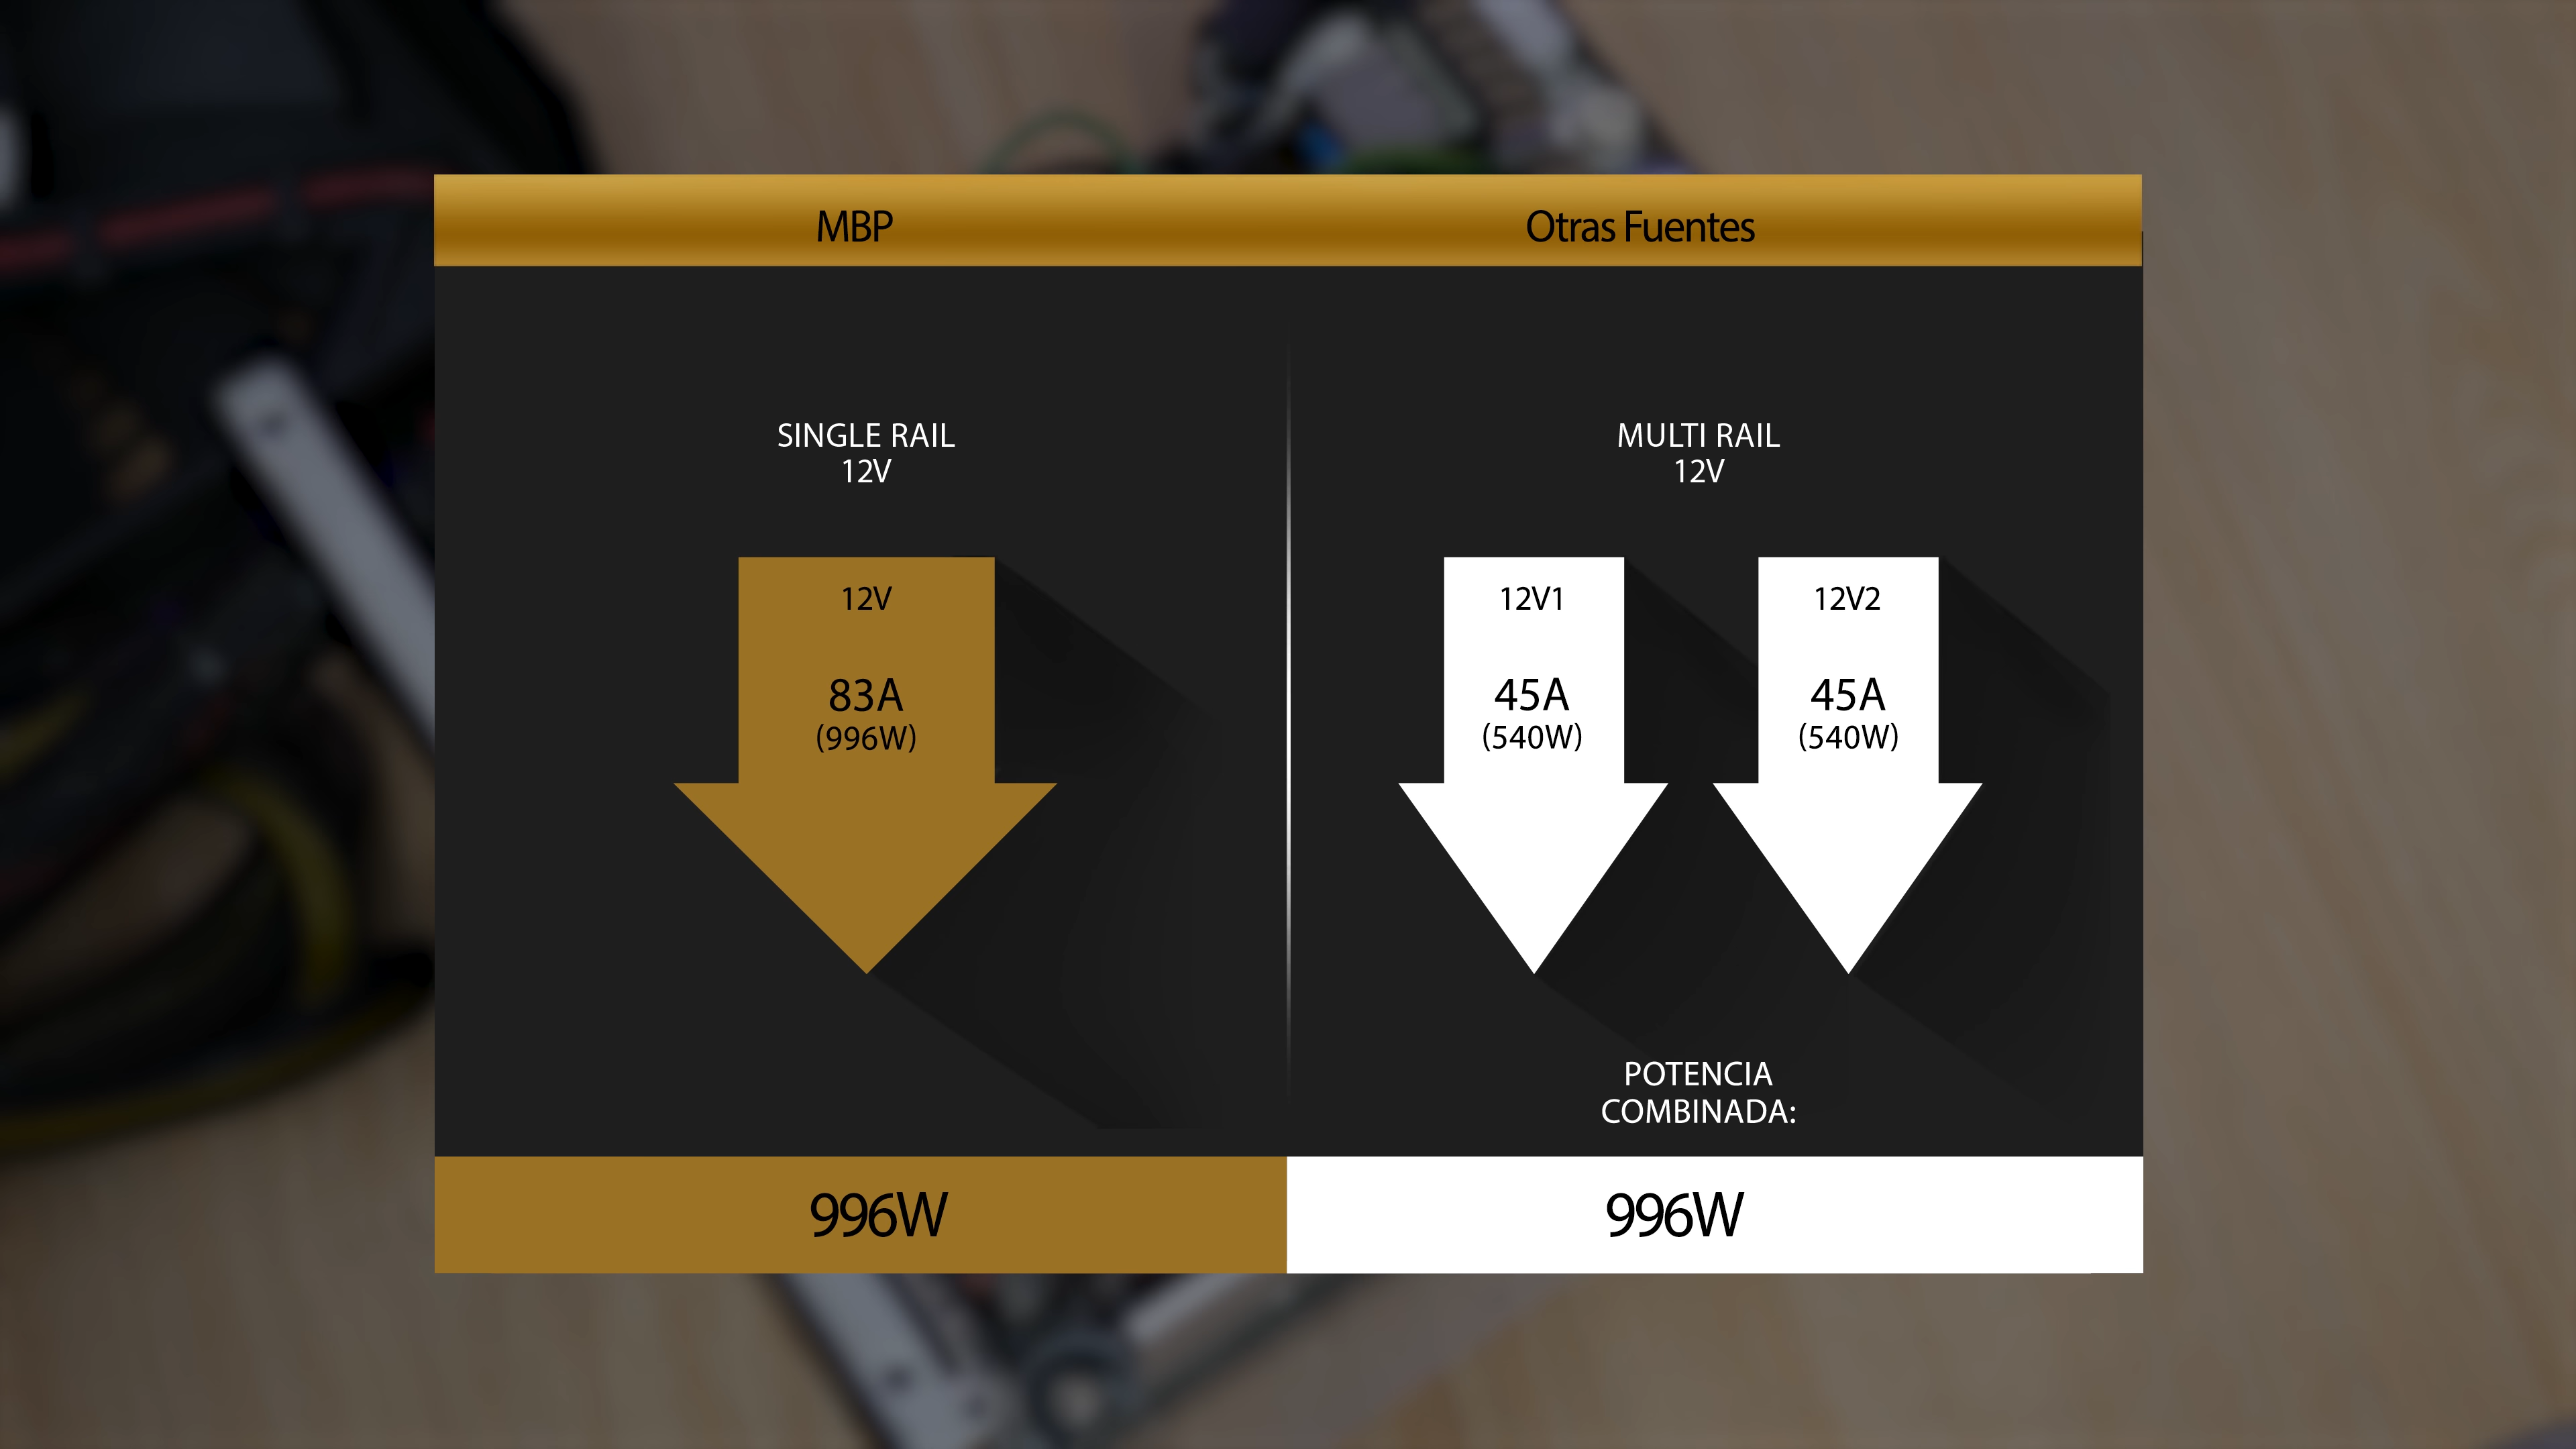 MBP
Otras Fuentes
SINGLE RAIL
12V
12V
83A
(996W)
996W
MULTI RAIL
12V
12V1
45A
(540W)
12V2
45A
(540W)
POTENCIA
COMBINADA:
996W